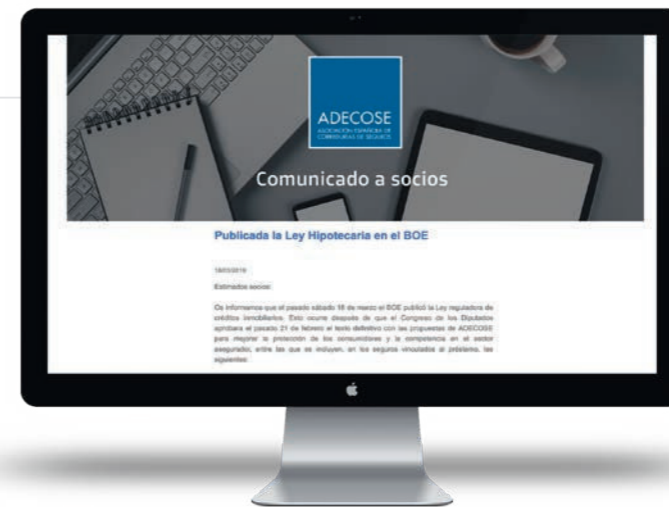 ADECOSE
ASOCIACIÓN ESPAÑOLA DE
CORREDURÍAS DE SEGUROS
Comunicado a socios
Publicada la Ley Hipotecaria en el BOE
18/03/2019
Estimados socios:
Os informamos que el pasado sábado 16 de marzo el BOE publicó la Ley reguladora de
créditos inmobiliarios. Esto ocurre después de que el Congreso de los Diputados
aprobara el pasado 21 de febrero el texto definitivo con las propuestas de ADECOSE
para mejorar la protección de los consumidores y la competencia en el sector
asegurador, entre las que se incluyen, en los seguros vinculados al préstamo, las
siguientes: